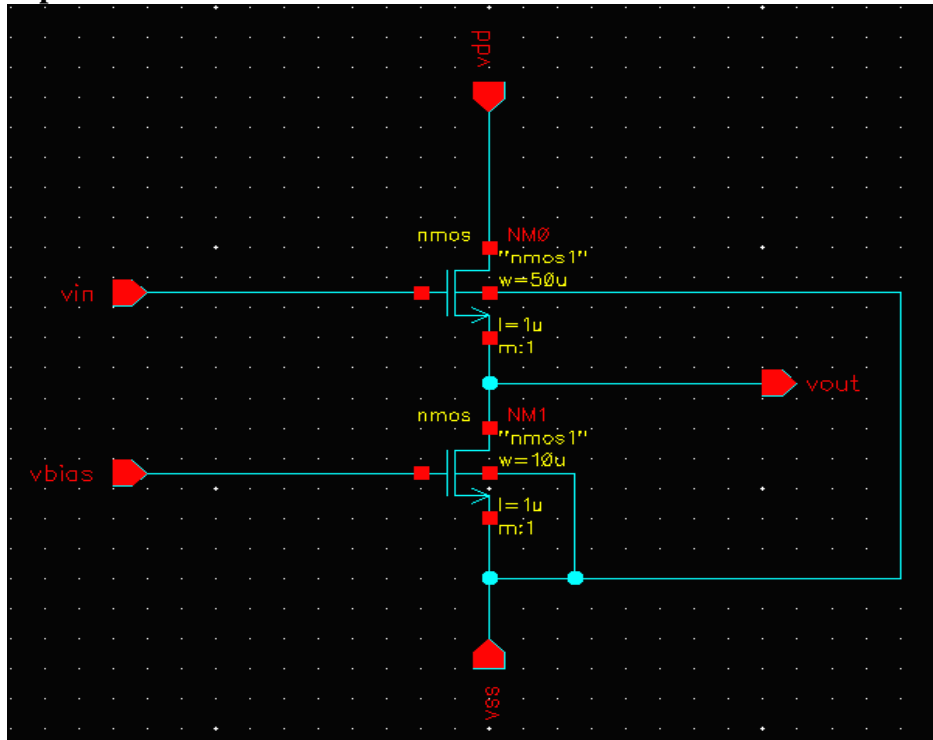 vdd
nmos NM0
"nmos1"
w=50u
vin
l=1u
m:1
vout
nmos NM1
"nmos1"
w=10u
vbias
l=1u
m:1
vss